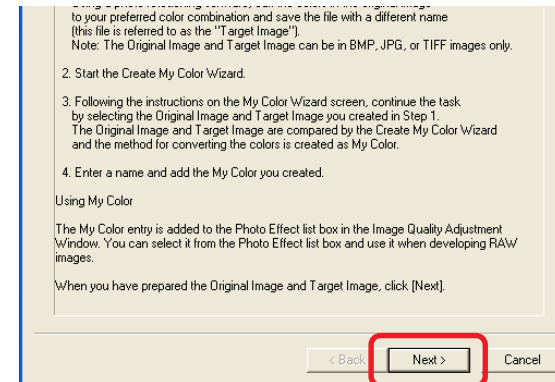 to your preferred color combination and save the file with a different name
(this file is referred to as the "Target Image").
Note: The Original Image and Target Image can be in BMP, JPG, or TIFF images only.
2. Start the Create My Color Wizard.
3. Following the instructions on the My Color Wizard screen, continue the task
by selecting the Original Image and Target Image you created in Step 1.
The Original Image and Target Image are compared by the Create My Color Wizard
and the method for converting the colors is created as My Color.
4. Enter a name and add the My Color you created.
Using My Color
The My Color entry is added to the Photo Effect list box in the Image Quality Adjustment
Window. You can select it from the Photo Effect list box and use it when developing RAW
images.
When you have prepared the Original Image and Target Image, click [Next].
< Back Next > Cancel